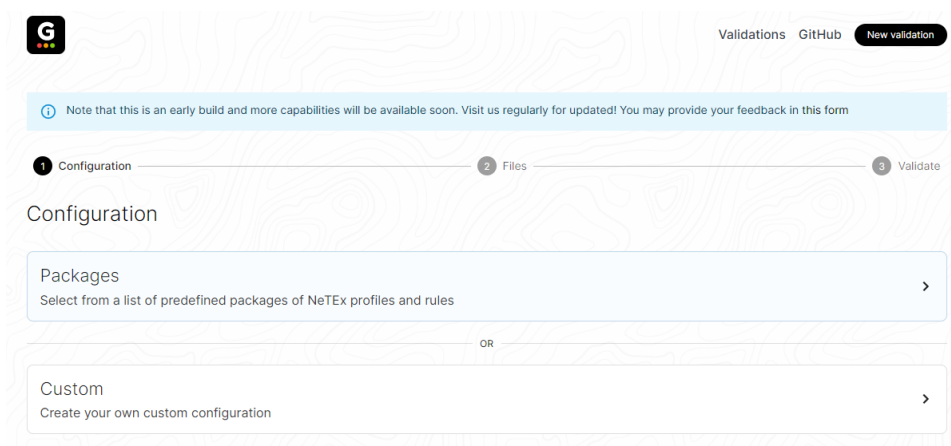 G
Validations GitHub New validation
Note that this is an early build and more capabilities will be available soon. Visit us regularly for updated! You may provide your feedback in this form
1 Configuration 2 Files 3 Validate
Configuration
Packages
Select from a list of predefined packages of NeTEx profiles and rules
OR
Custom
Create your own custom configuration